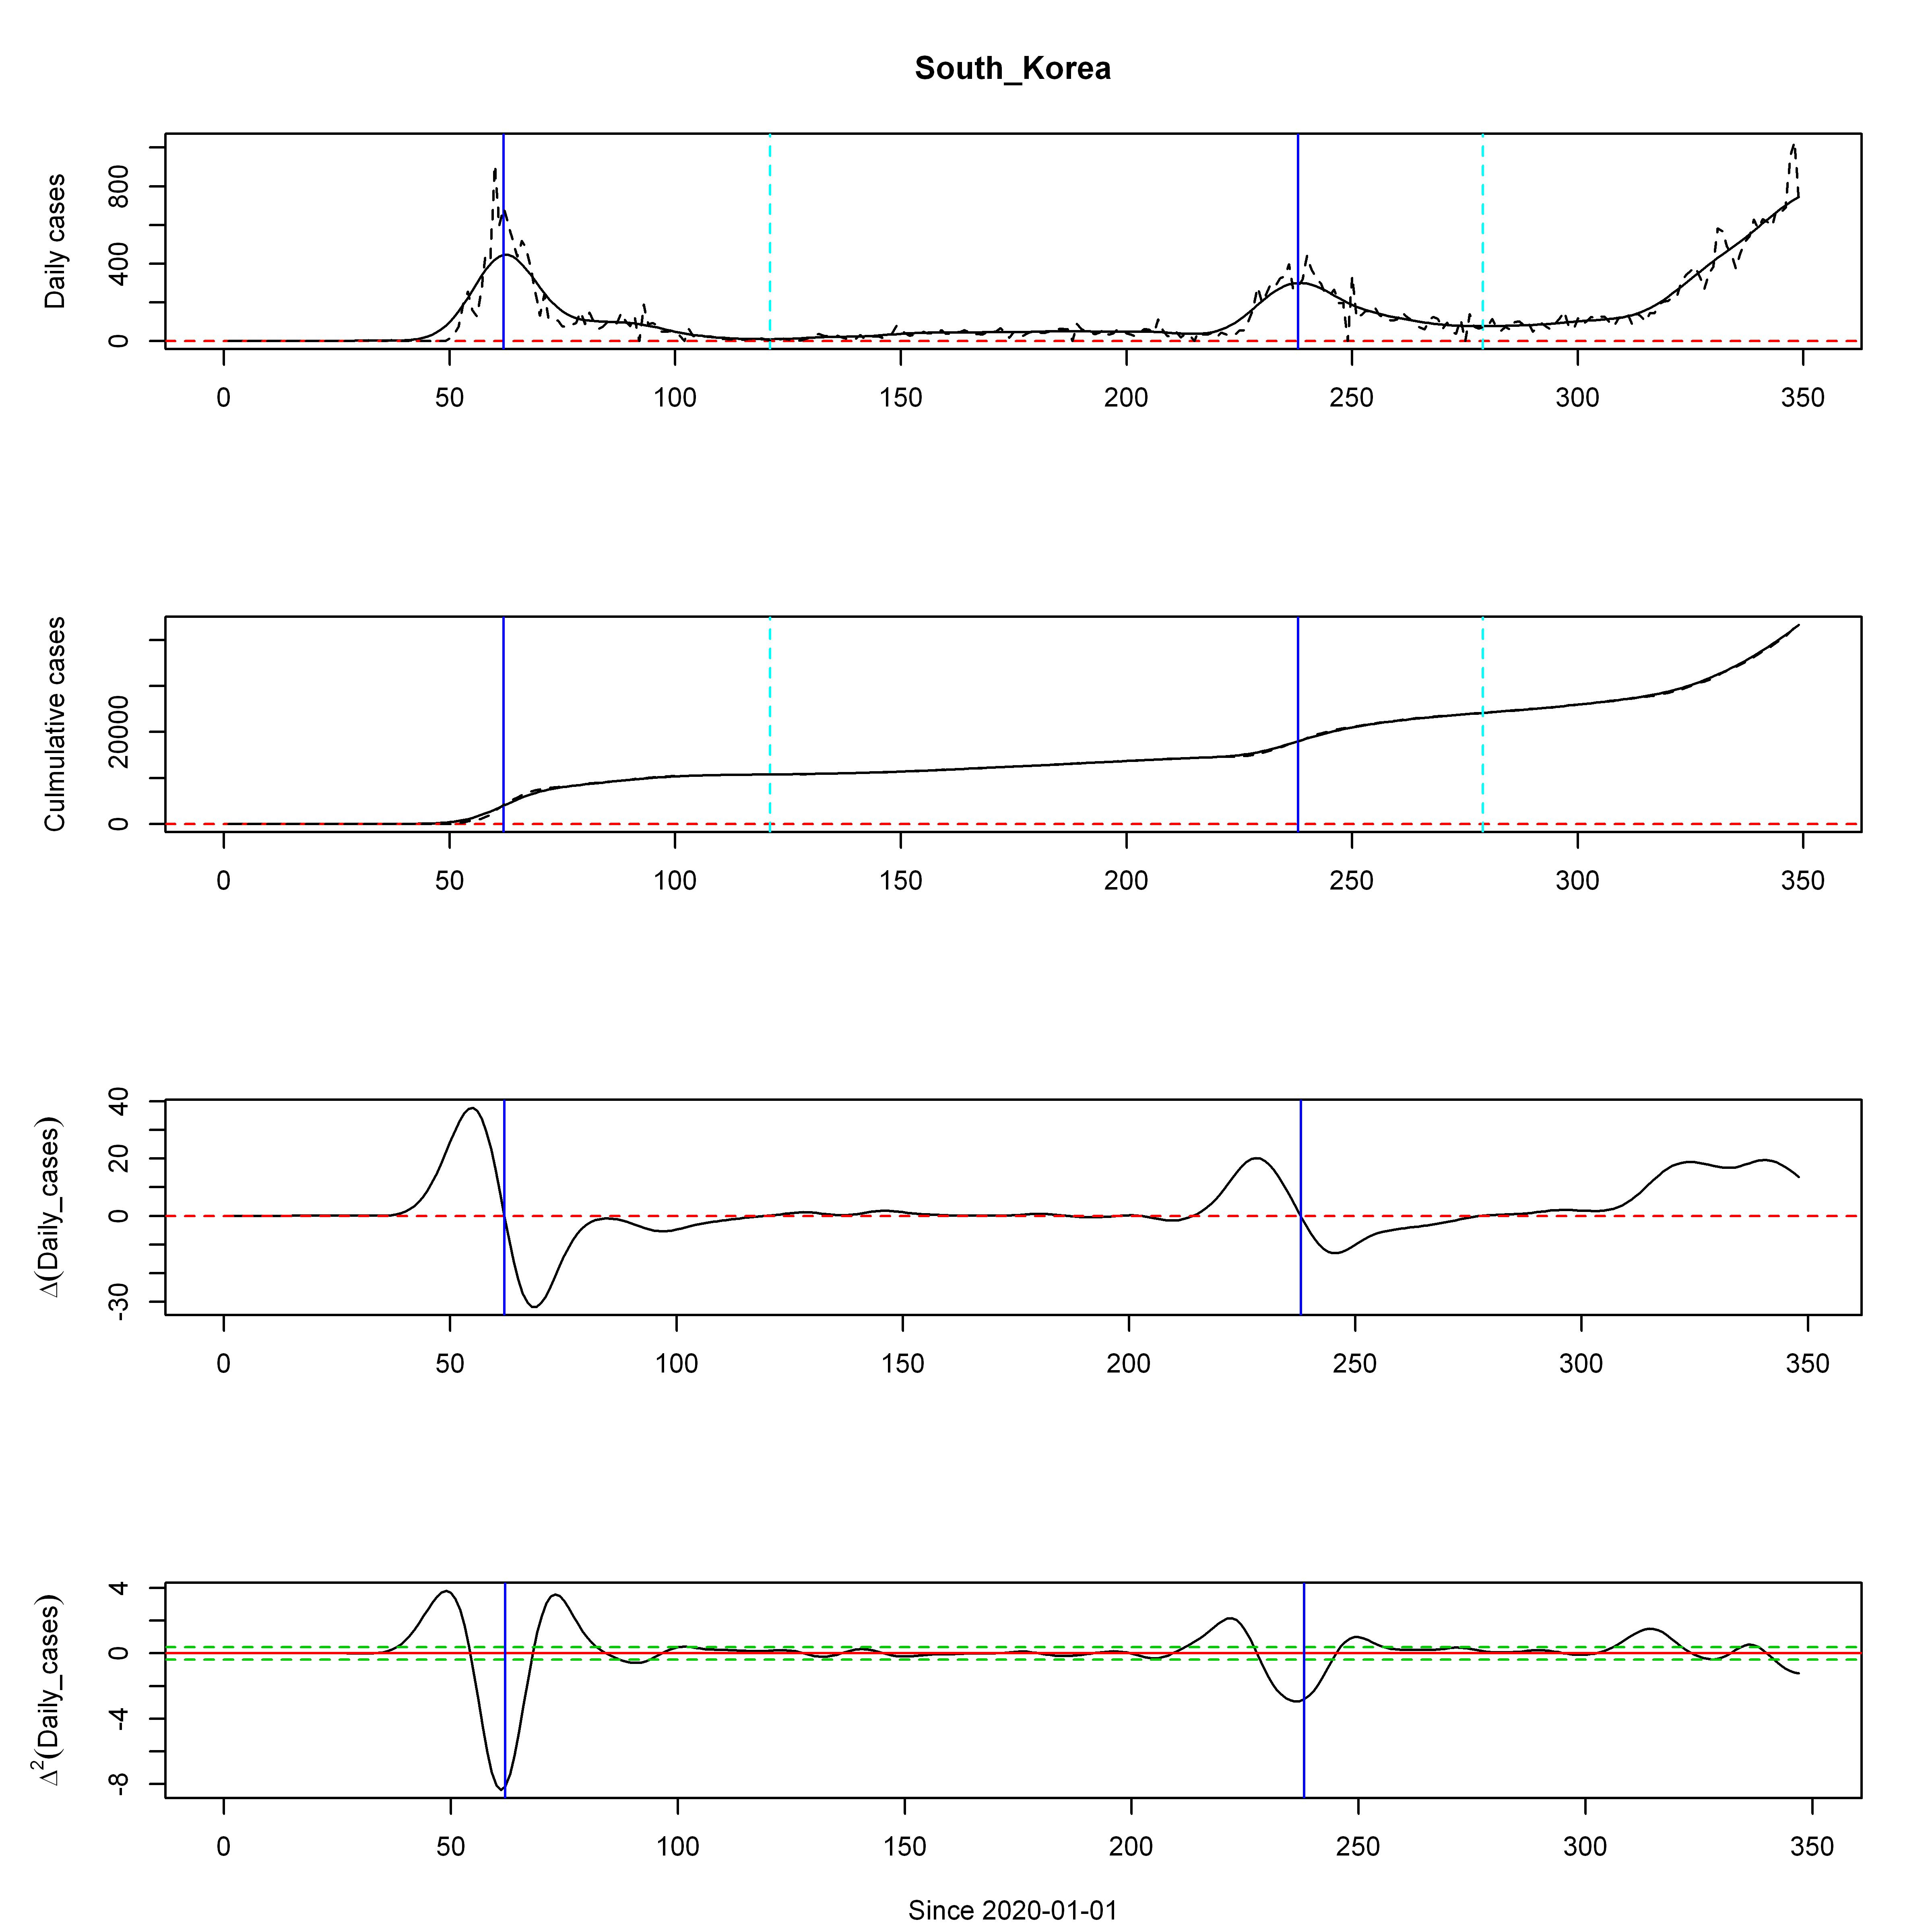 South_Korea
Daily cases
0 400 800
0 50 100 150 200 250 300 350
Culmulative cases
0 20000
0 50 100 150 200 250 300 350
Δ(Daily_cases)
-30 0 20 40
0 50 100 150 200 250 300 350
Δ²(Daily_cases)
-8 -4 0 4
0 50 100 150 200 250 300 350
Since 2020-01-01